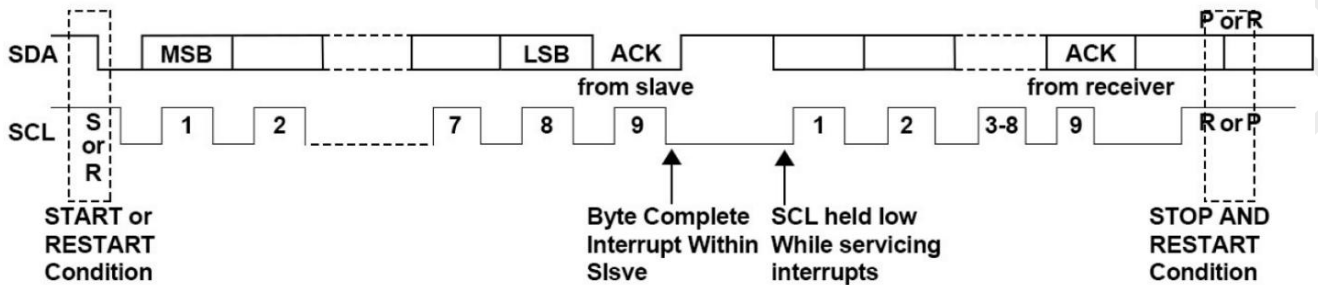 P or R
SDA MSB LSB ACK ACK
from slave from receiver
SCL S or R 1 2 7 8 9 1 2 3-8 9 R or P
START or
RESTART
Condition
Byte Complete
Interrupt Within
SIsve
SCL held low
While servicing
interrupts
STOP AND
RESTART
Condition